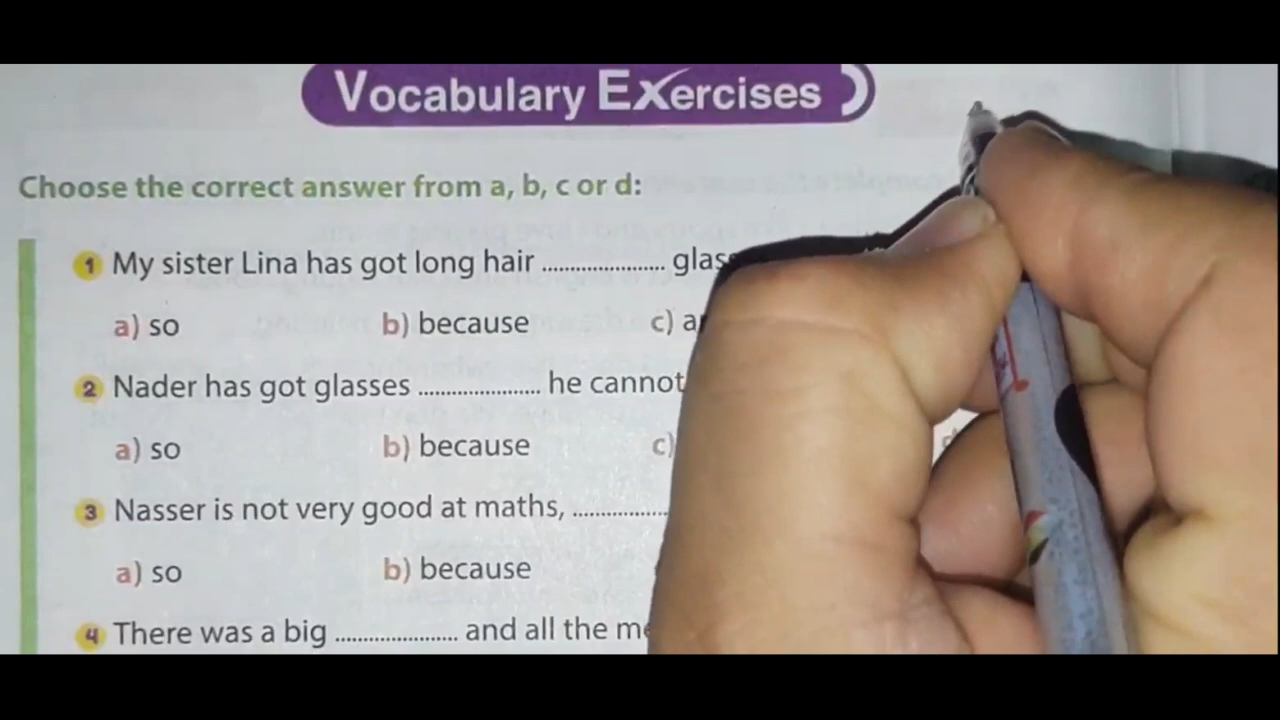 Vocabulary Exercises
Choose the correct answer from a, b, c or d:
1 My sister Lina has got long hair ...................... glas
a) so b) because c) a
2 Nader has got glasses ...................... he cannot
a) so b) because c)
3 Nasser is not very good at maths, .................
a) so b) because
4 There was a big ...................... and all the